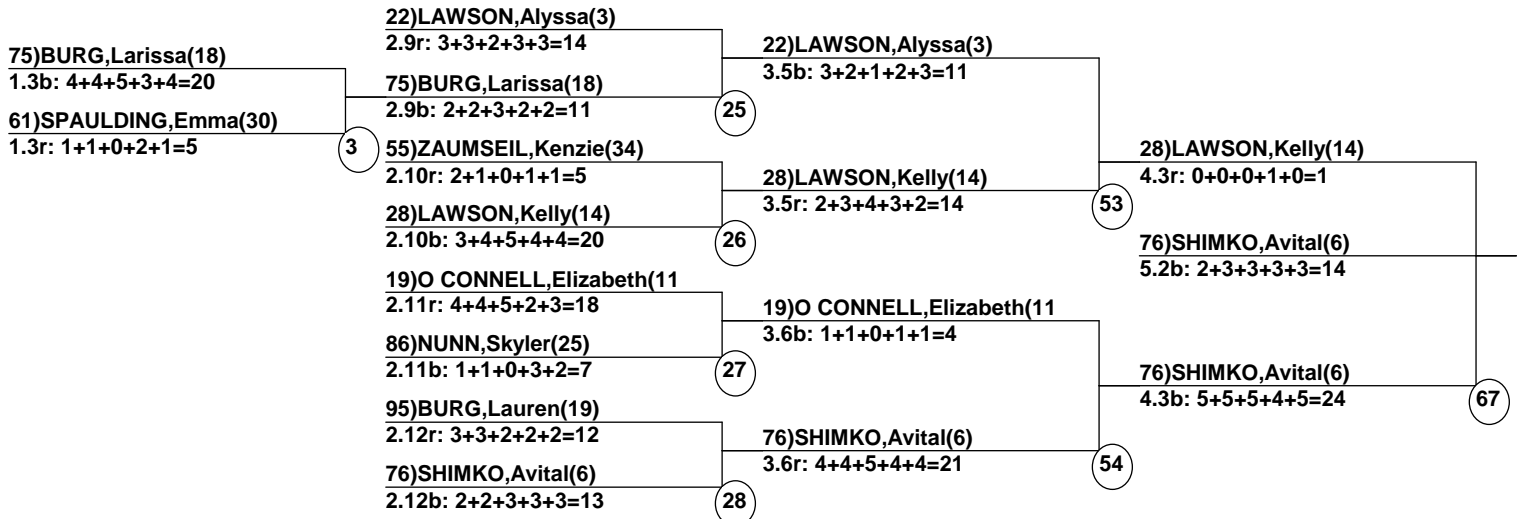 75)BURG,Larissa(18)
1.3b: 4+4+5+3+4=20
61)SPAULDING,Emma(30)
1.3r: 1+1+0+2+1=5
3
22)LAWSON,Alyssa(3)
2.9r: 3+3+2+3+3=14
75)BURG,Larissa(18)
2.9b: 2+2+3+2+2=11
25
55)ZAUMSEIL,Kenzie(34)
2.10r: 2+1+0+1+1=5
28)LAWSON,Kelly(14)
2.10b: 3+4+5+4+4=20
26
19)O CONNELL,Elizabeth(11
2.11r: 4+4+5+2+3=18
86)NUNN,Skyler(25)
2.11b: 1+1+0+3+2=7
27
95)BURG,Lauren(19)
2.12r: 3+3+2+2+2=12
76)SHIMKO,Avital(6)
2.12b: 2+2+3+3+3=13
28
22)LAWSON,Alyssa(3)
3.5b: 3+2+1+2+3=11
28)LAWSON,Kelly(14)
3.5r: 2+3+4+3+2=14
53
19)O CONNELL,Elizabeth(11
3.6b: 1+1+0+1+1=4
76)SHIMKO,Avital(6)
3.6r: 4+4+5+4+4=21
54
28)LAWSON,Kelly(14)
4.3r: 0+0+0+1+0=1
76)SHIMKO,Avital(6)
5.2b: 2+3+3+3+3=14
76)SHIMKO,Avital(6)
4.3b: 5+5+5+4+5=24
67